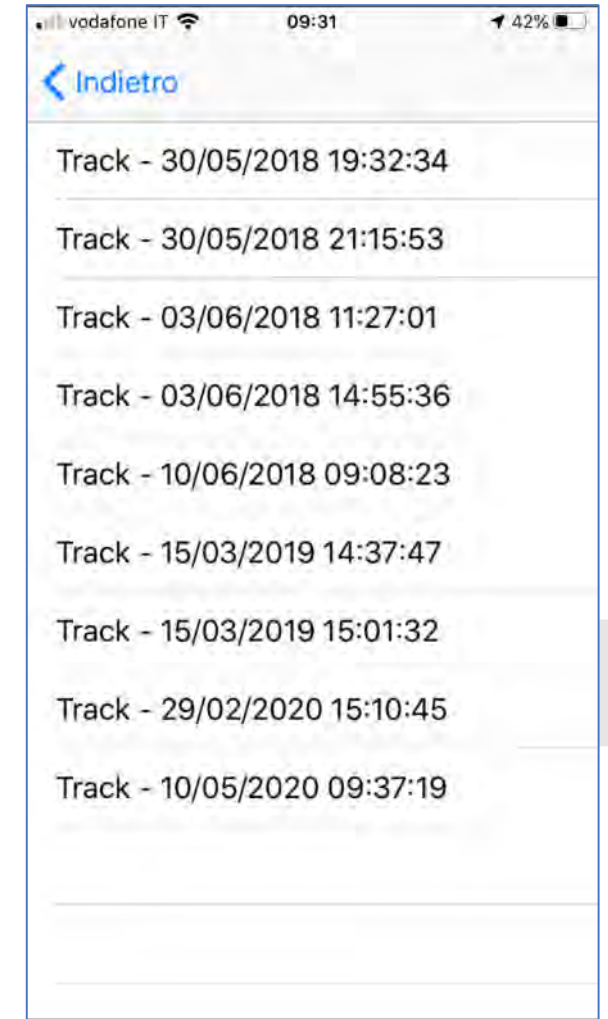 vodafone IT 09:31 42%
Indietro
Track - 30/05/2018 19:32:34
Track - 30/05/2018 21:15:53
Track - 03/06/2018 11:27:01
Track - 03/06/2018 14:55:36
Track - 10/06/2018 09:08:23
Track - 15/03/2019 14:37:47
Track - 15/03/2019 15:01:32
Track - 29/02/2020 15:10:45
Track - 10/05/2020 09:37:19